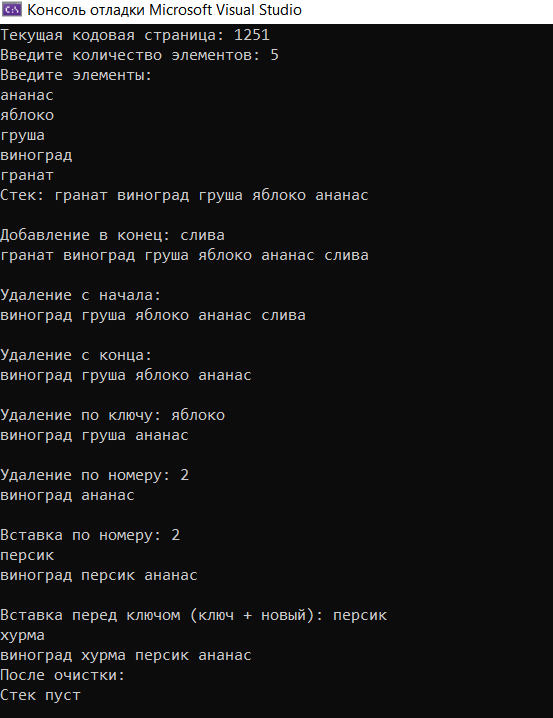 Консоль отладки Microsoft Visual Studio
Текущая кодовая страница: 1251
Введите количество элементов: 5
Введите элементы:
ананас
яблоко
груша
виноград
гранат
Стек: гранат виноград груша яблоко ананас
Добавление в конец: слива
гранат виноград груша яблоко ананас слива
Удаление с начала:
виноград груша яблоко ананас слива
Удаление с конца:
виноград груша яблоко ананас
Удаление по ключу: яблоко
виноград груша ананас
Удаление по номеру: 2
виноград ананас
Вставка по номеру: 2
персик
виноград персик ананас
Вставка перед ключом (ключ + новый): персик
хурма
виноград хурма персик ананас
После очистки:
Стек пуст